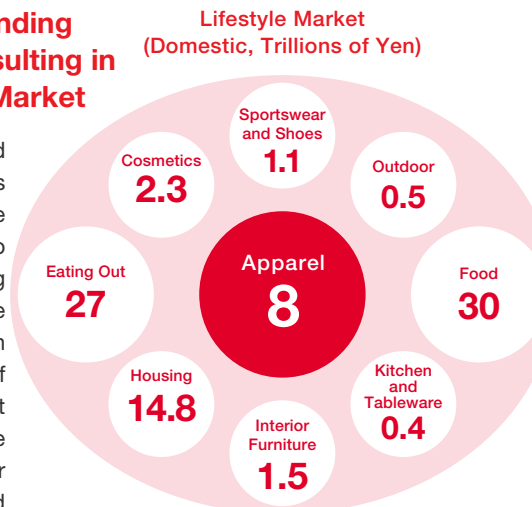 nding
sulting in
Market
d
s
e
o
g
e
n
f
t
e
r
d
Lifestyle Market
(Domestic, Trillions of Yen)
Sportswear
and Shoes
1.1
Cosmetics
2.3
Outdoor
0.5
Eating Out
27
Apparel
8
Food
30
Housing
14.8
Kitchen
and
Tableware
0.4
Interior
Furniture
1.5